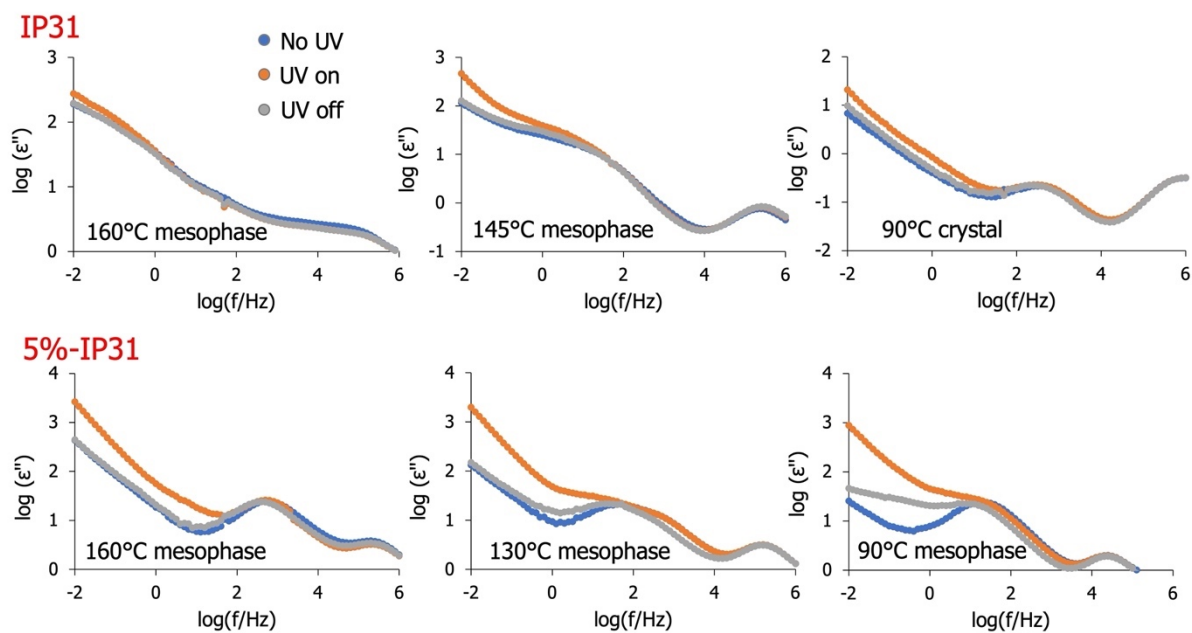 IP31
No UV
UV on
UV off
3
2
1
0
log (ε")
160°C mesophase
-2 0 2 4 6
log(f/Hz)
3
2
1
0
-1
log (ε")
145°C mesophase
-2 0 2 4 6
log(f/Hz)
2
1
0
-1
-2
log (ε")
90°C crystal
-2 0 2 4 6
log(f/Hz)
5%-IP31
4
3
2
1
0
log (ε")
160°C mesophase
-2 0 2 4 6
log(f/Hz)
4
3
2
1
0
log (ε")
130°C mesophase
-2 0 2 4 6
log(f/Hz)
4
3
2
1
0
log (ε")
90°C mesophase
-2 0 2 4 6
log(f/Hz)